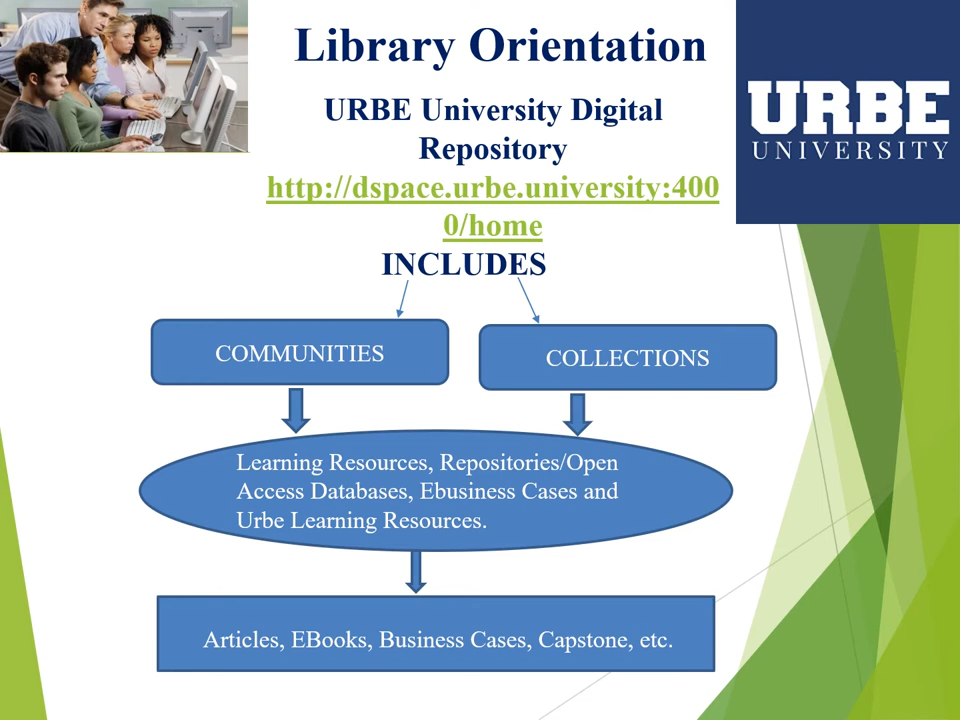 Library Orientation
URBE University Digital
Repository
http://dspace.urbe.university:400
0/home
INCLUDES
URBE
UNIVERSITY
COMMUNITIES
COLLECTIONS
Learning Resources, Repositories/Open
Access Databases, Ebusiness Cases and
Urbe Learning Resources.
Articles, EBooks, Business Cases, Capstone, etc.